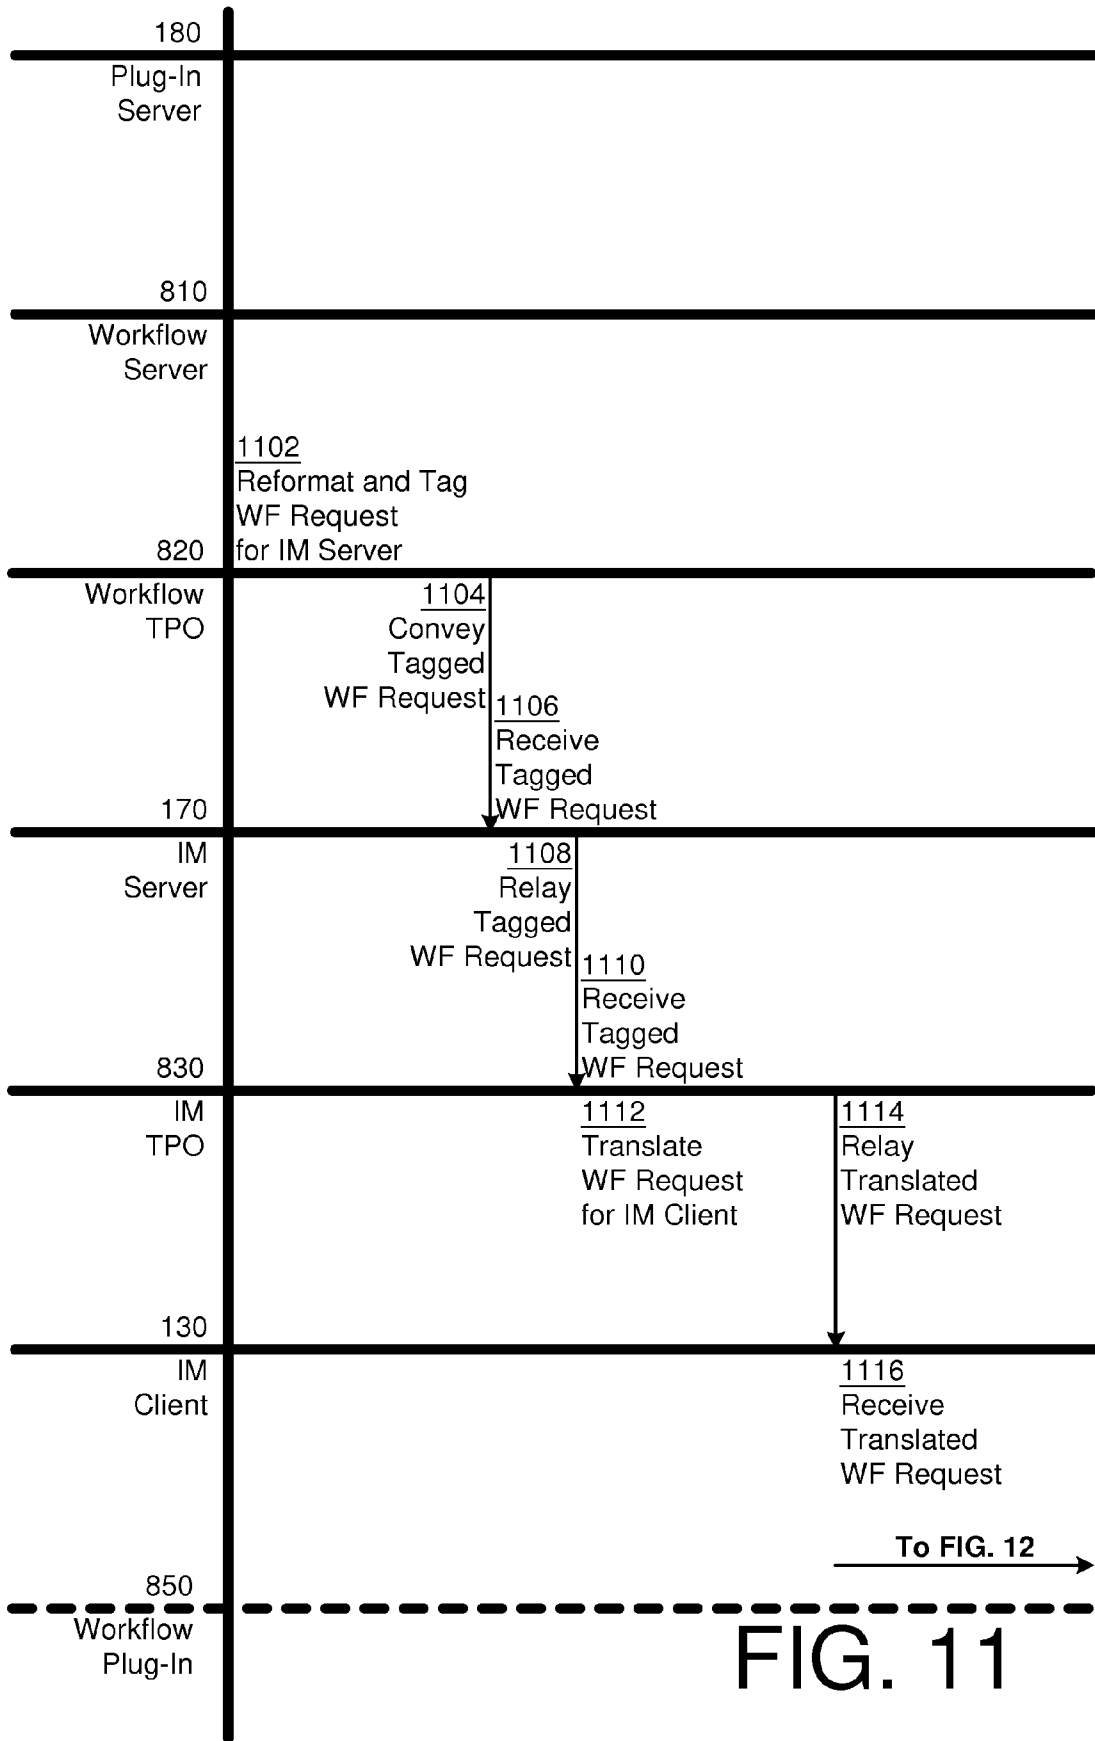 180
Plug-In
Server
810
Workflow
Server
1102
Reformat and Tag
WF Request
for IM Server
820
Workflow
TPO
1104
Convey
Tagged
WF Request
1106
Receive
Tagged
WF Request
170
IM
Server
1108
Relay
Tagged
WF Request
1110
Receive
Tagged
WF Request
830
IM
TPO
1112
Translate
WF Request
for IM Client
1114
Relay
Translated
WF Request
130
IM
Client
1116
Receive
Translated
WF Request
To FIG. 12
850
Workflow
Plug-In
FIG. 11